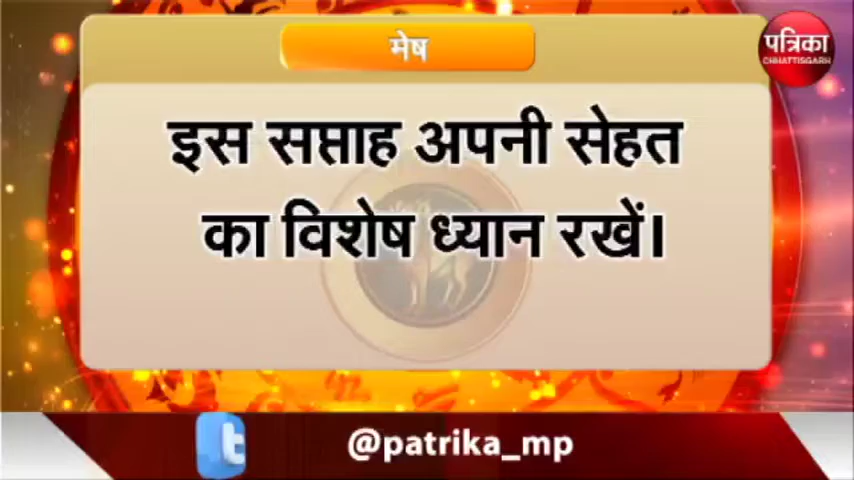 मेष
पत्रिका
CHHATTISGARH
इस सप्ताह अपनी सेहत
का विशेष ध्यान रखें।
@patrika_mp